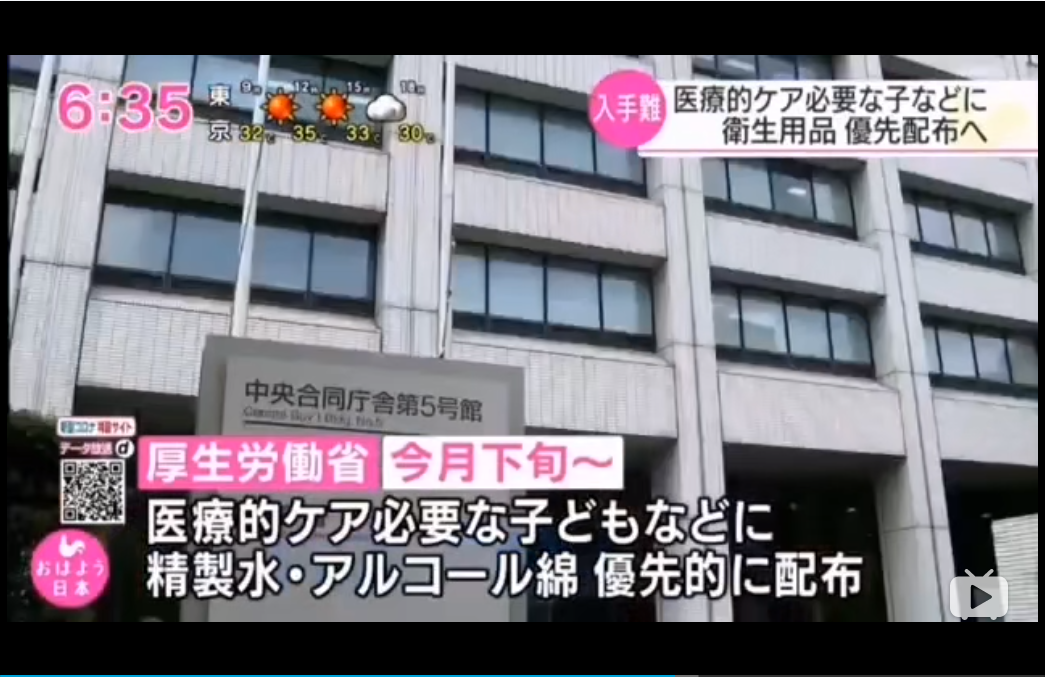 6:35
東京
9時 12時 15時 18時
32℃ 35℃ 33℃ 30℃
入手難
医療的ケア必要な子などに
衛生用品 優先配布へ
中央合同庁舎第5号館
Central Gov't Bldg. No.5
新型コロナ 特設サイト
データ放送 d
厚生労働省 今月下旬〜
医療的ケア必要な子どもなどに
精製水・アルコール綿 優先的に配布
おはよう
日本